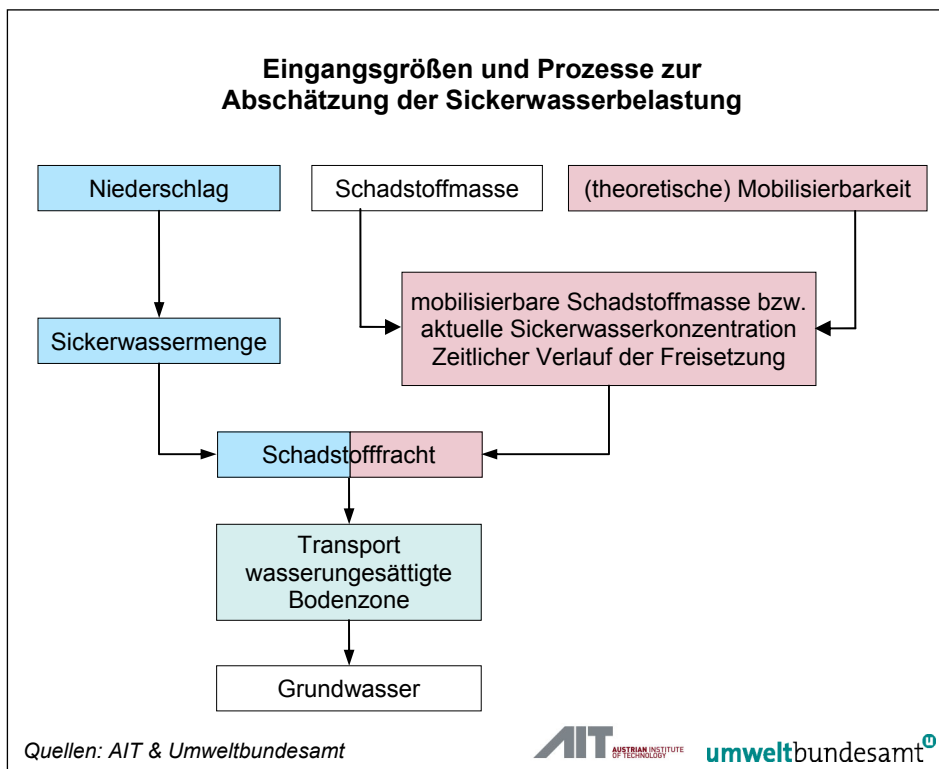 Eingangsgrößen und Prozesse zur
Abschätzung der Sickerwasserbelastung
Niederschlag
Schadstoffmasse
(theoretische) Mobilisierbarkeit
mobilisierbare Schadstoffmasse bzw.
aktuelle Sickerwasserkonzentration
Zeitlicher Verlauf der Freisetzung
Sickerwassermenge
Schadstofffracht
Transport
wasserungesättigte
Bodenzone
Grundwasser
Quellen: AIT & Umweltbundesamt
AIT
AUSTRIAN INSTITUTE
OF TECHNOLOGY
umweltbundesamt
u